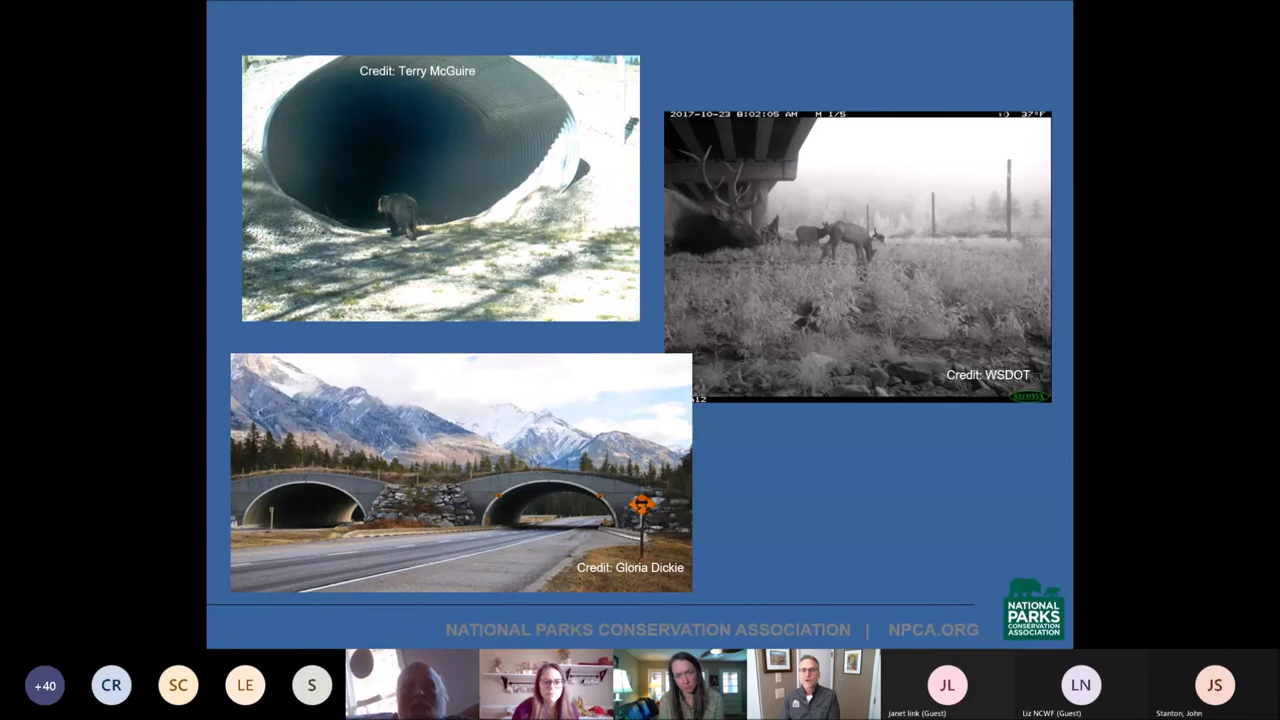 Credit: Terry McGuire
2017-10-23 8:02:05 AM M 1/5 37°F
Credit: WSDOT
RECONYX
Credit: Gloria Dickie
NATIONAL PARKS CONSERVATION ASSOCIATION | NPCA.ORG
NATIONAL
PARKS
CONSERVATION
ASSOCIATION
+40
CR
SC
LE
S
JL
LN
JS
Janet link (Guest)
Liz NCWF (Guest)
Stanton, John